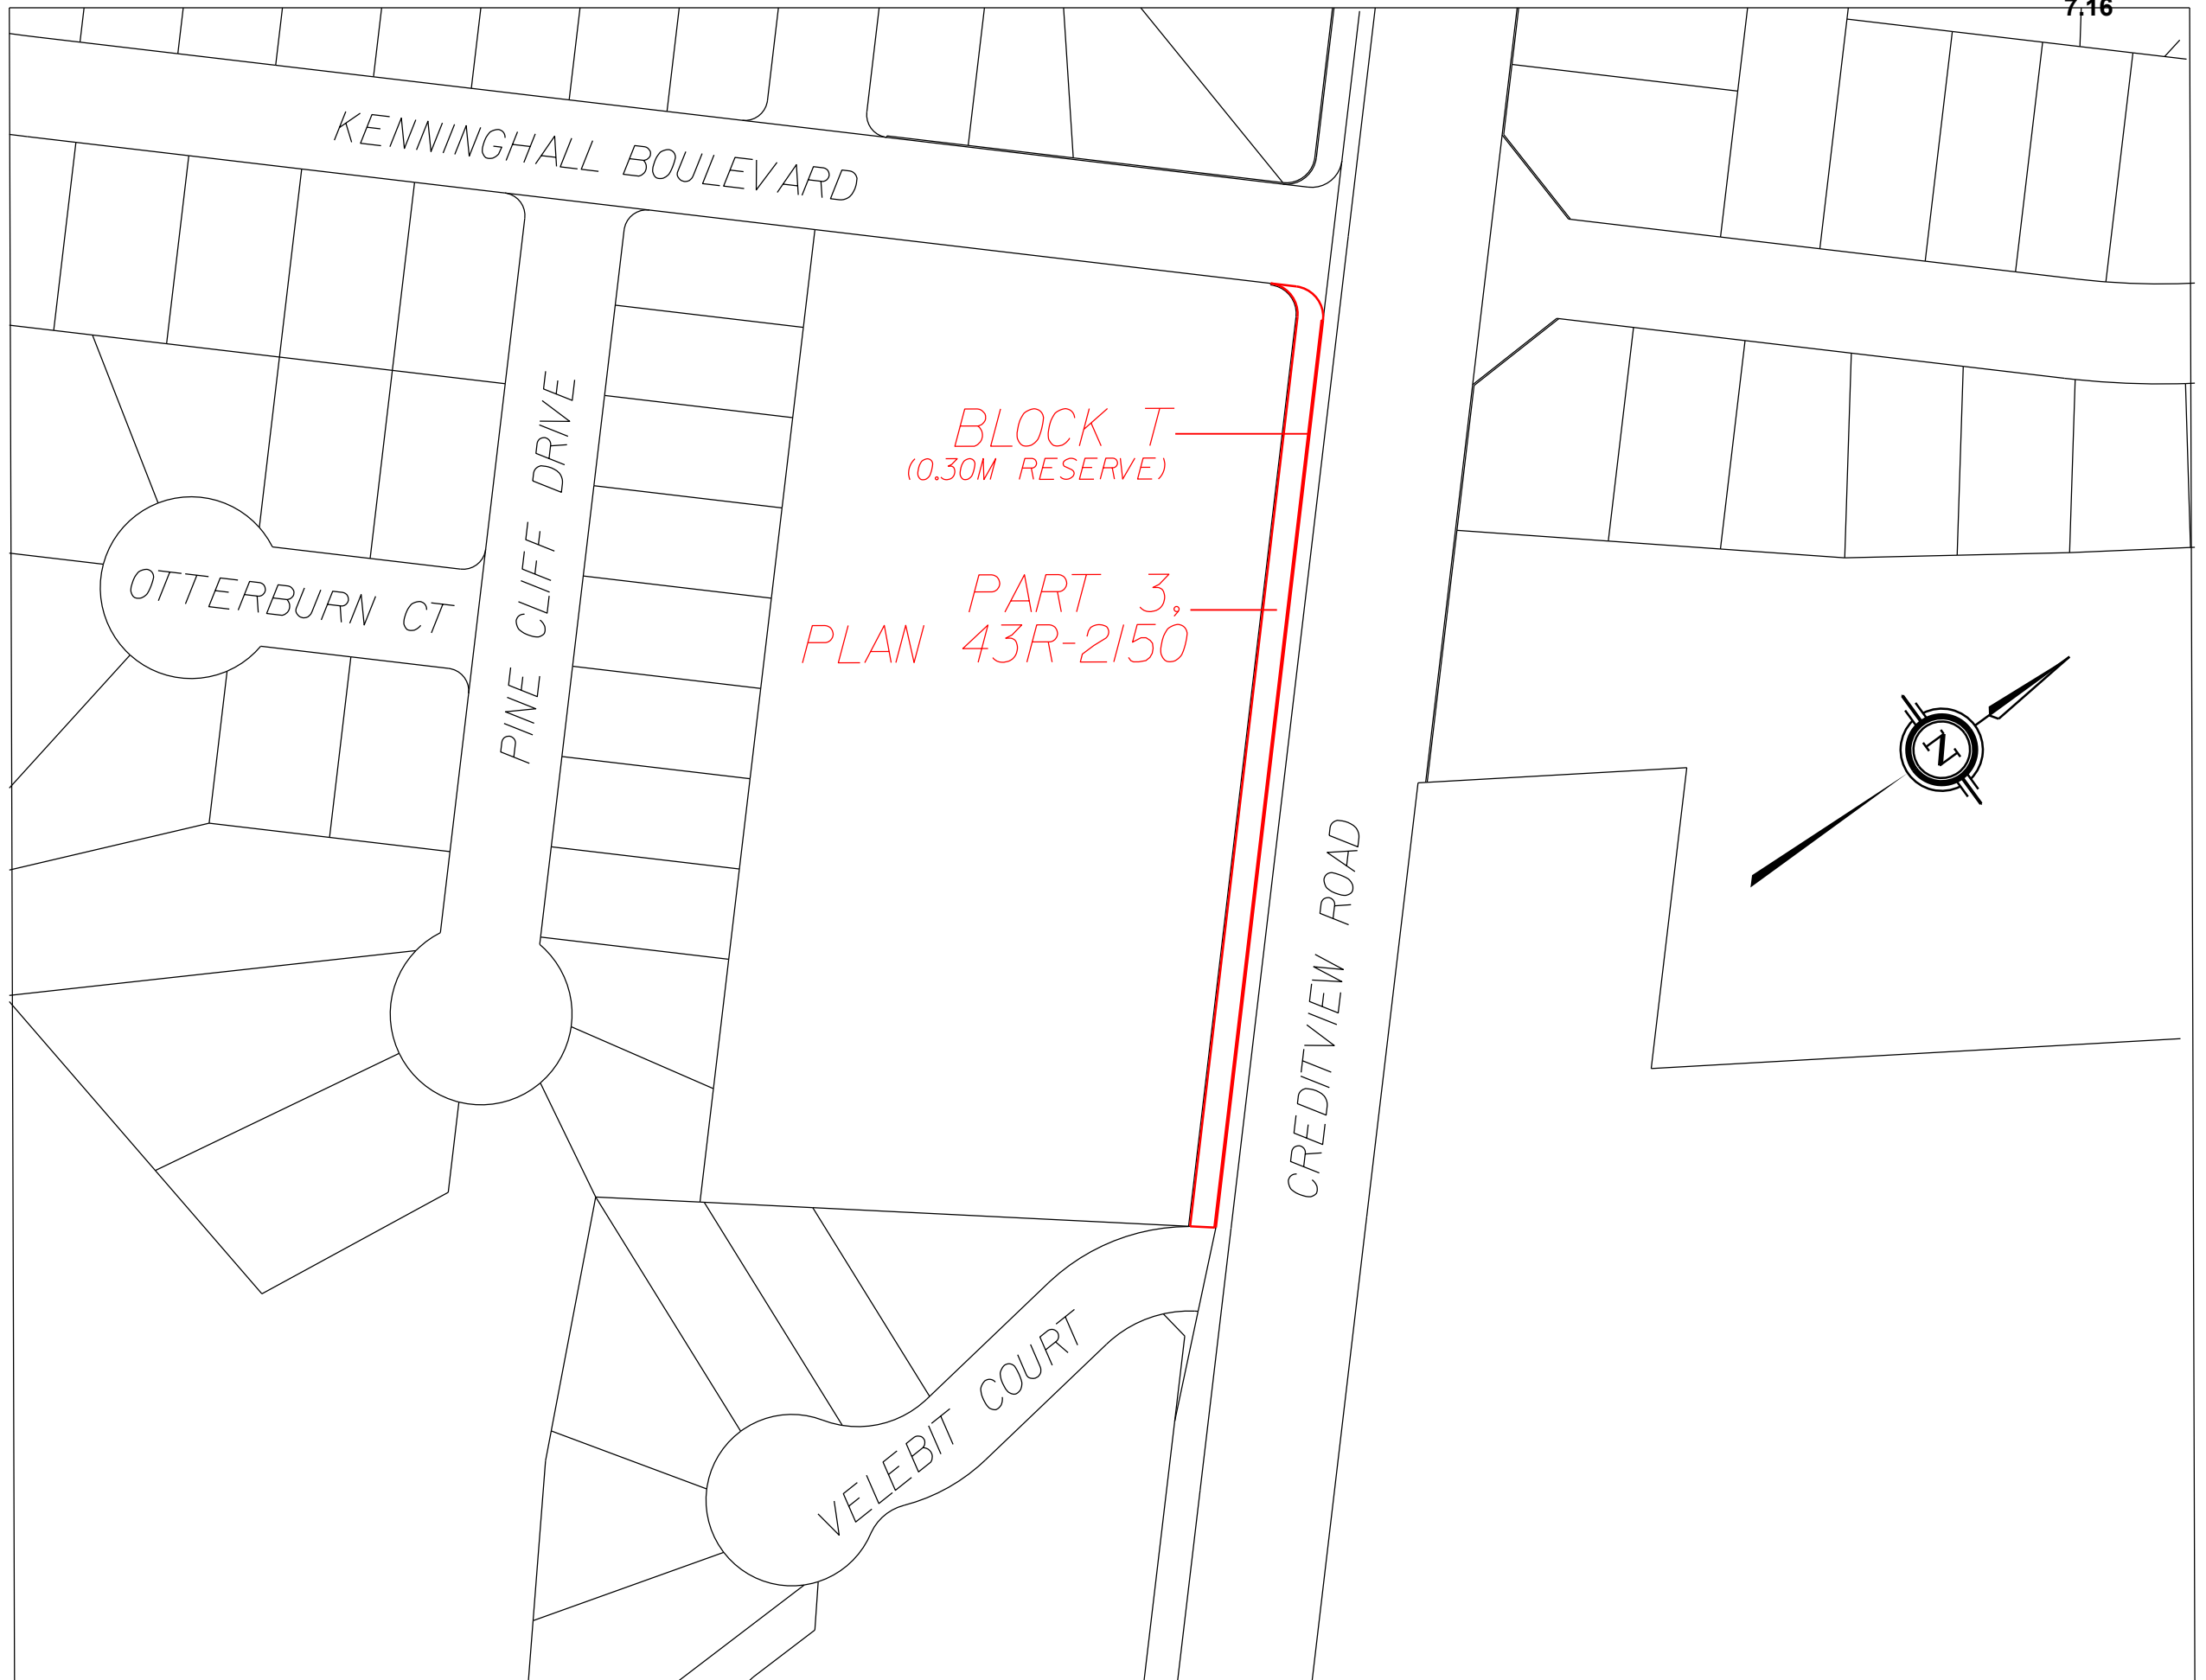 7.16
KENNINGHALL BOULEVARD
BLOCK T
(0.30M RESERVE)
PINE CLIFF DRIVE
OTTERBURN CT
PART 3,
PLAN 43R-2150
N
CREDITVIEW ROAD
VELEBIT COURT